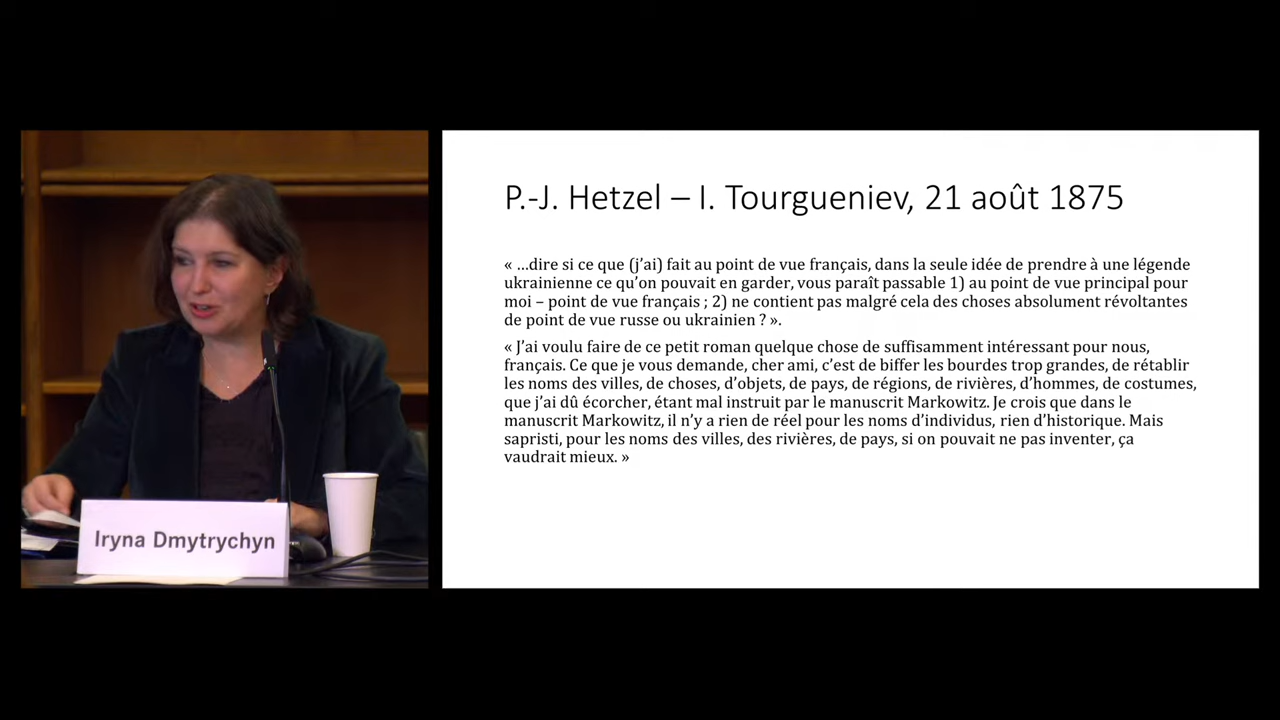 P.-J. Hetzel – I. Tourgueniev, 21 août 1875
« …dire si ce que (j’ai) fait au point de vue français, dans la seule idée de prendre à une légende
ukrainienne ce qu’on pouvait en garder, vous paraît passable 1) au point de vue principal pour
moi – point de vue français ; 2) ne contient pas malgré cela des choses absolument révoltantes
de point de vue russe ou ukrainien ? ».
« J’ai voulu faire de ce petit roman quelque chose de suffisamment intéressant pour nous,
français. Ce que je vous demande, cher ami, c’est de biffer les bourdes trop grandes, de rétablir
les noms des villes, de choses, d’objets, de pays, de régions, de rivières, d’hommes, de costumes,
que j’ai dû écorcher, étant mal instruit par le manuscrit Markowitz. Je crois que dans le
manuscrit Markowitz, il n’y a rien de réel pour les noms d’individus, rien d’historique. Mais
sapristi, pour les noms des villes, des rivières, de pays, si on pouvait ne pas inventer, ça
vaudrait mieux. »
Iryna Dmytrychyn